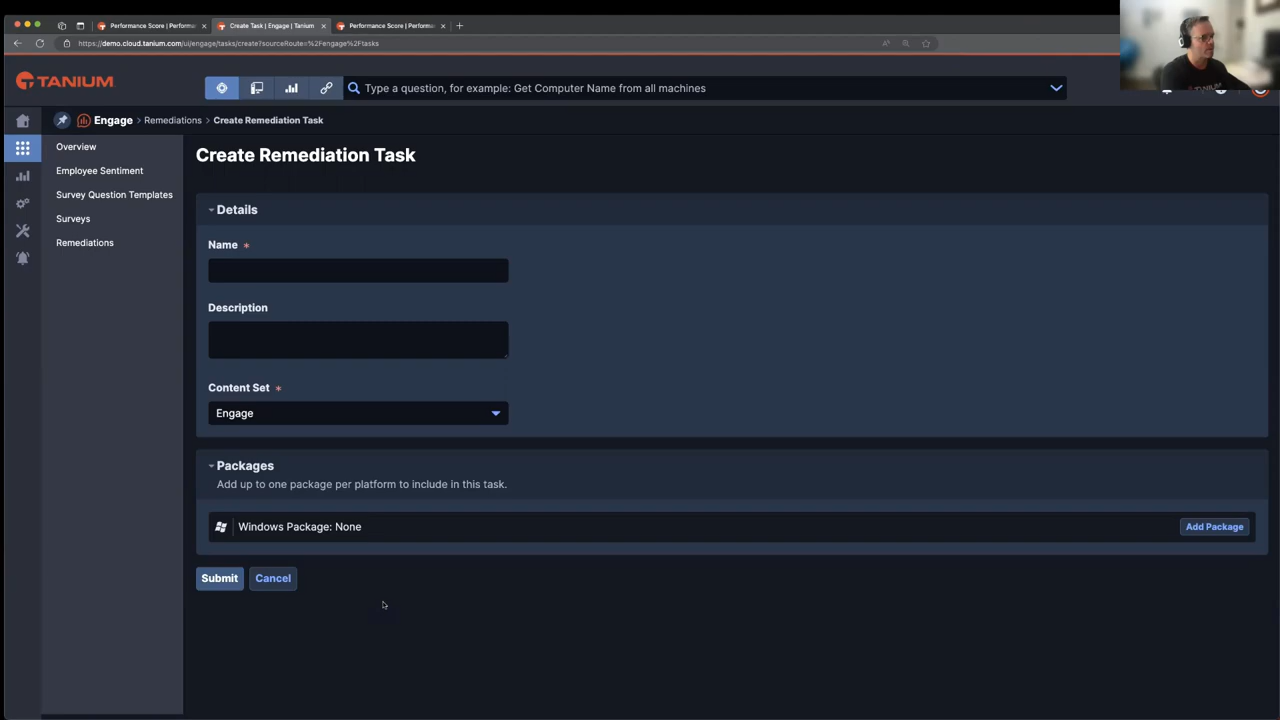 Performance Score | Performa
Create Task | Engage | Tanium
Performance Score | Performa
https://demo.cloud.tanium.com/ui/engage/tasks/create?sourceRoute=%2Fengage%2Ftasks
TANIUM
Type a question, for example: Get Computer Name from all machines
Engage
Remediations
Create Remediation Task
Overview
Employee Sentiment
Survey Question Templates
Surveys
Remediations
Create Remediation Task
Details
Name *
Description
Content Set *
Engage
Packages
Add up to one package per platform to include in this task.
Windows Package: None
Add Package
Submit
Cancel